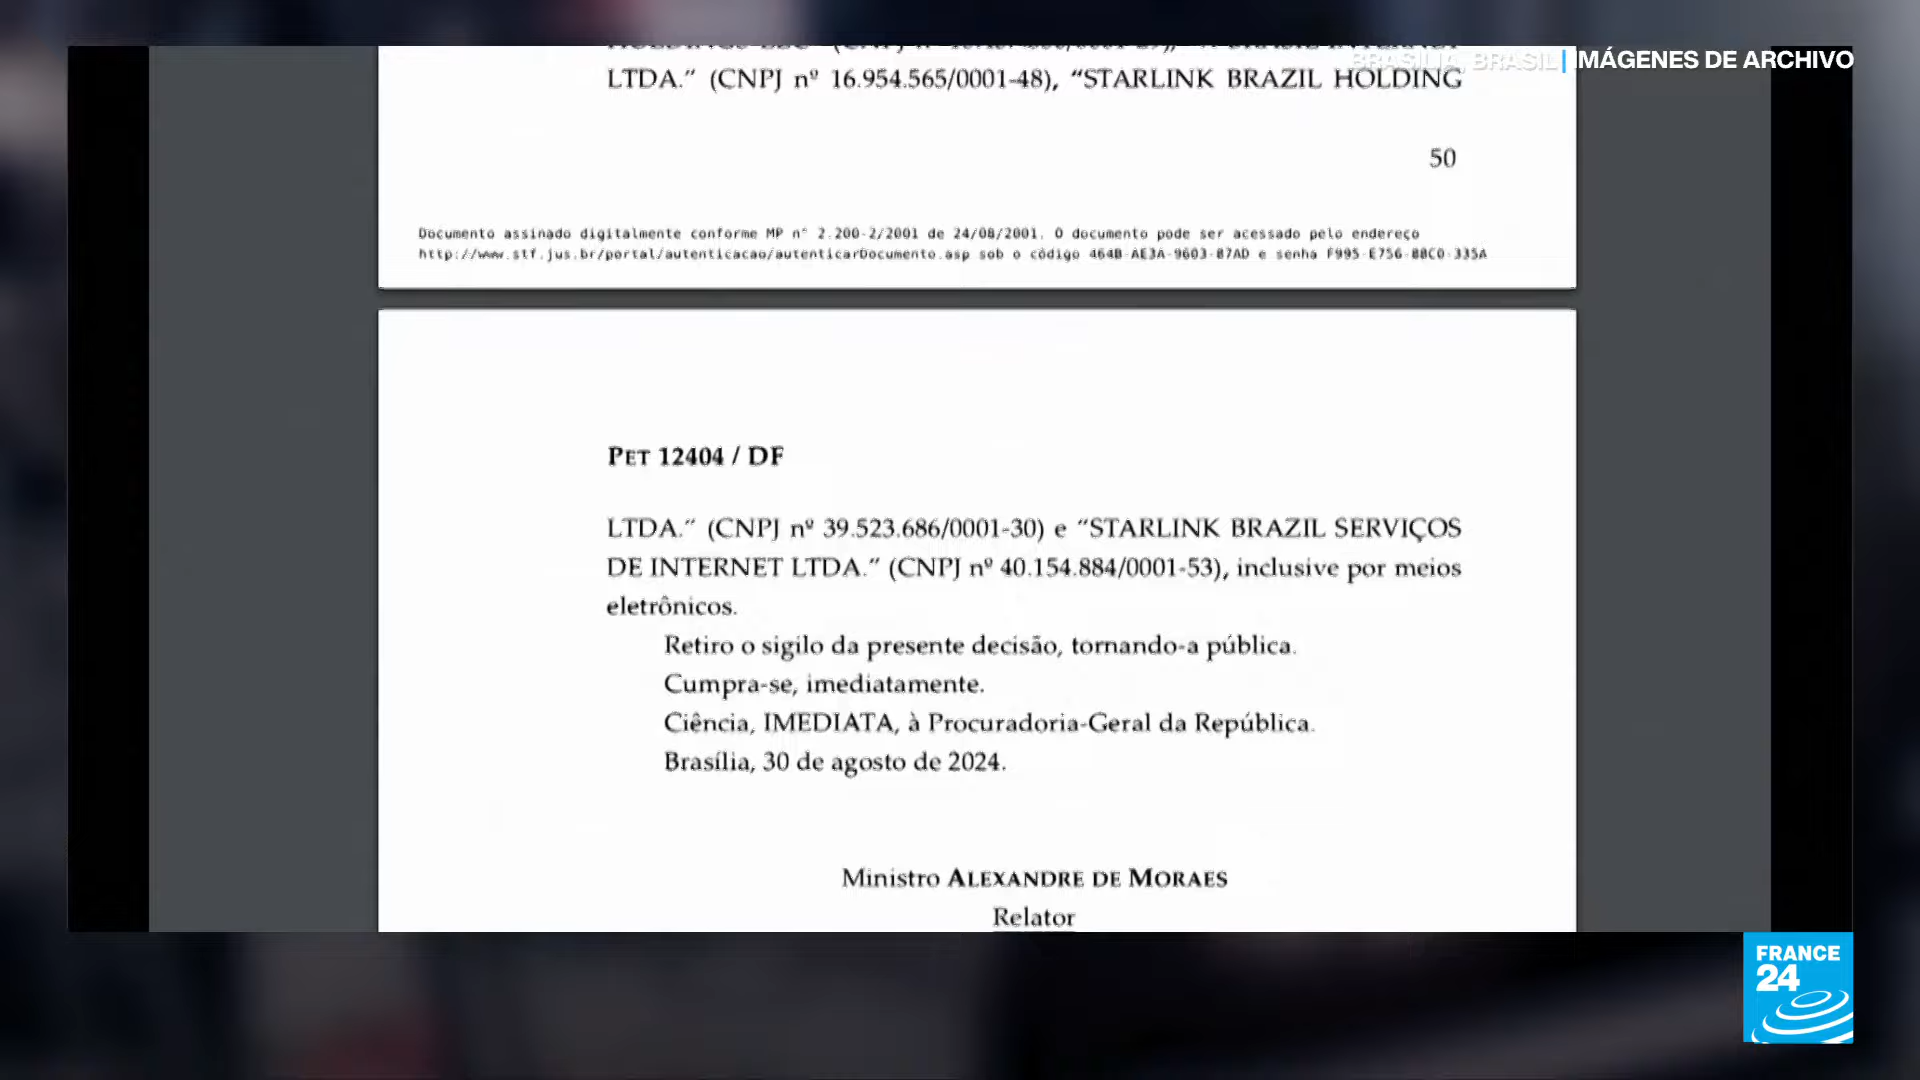 BRASILIA, BRASIL | IMÁGENES DE ARCHIVO
LTDA.” (CNPJ nº 16.954.565/0001-48), “STARLINK BRAZIL HOLDING
50
Documento assinado digitalmente conforme MP n° 2.200-2/2001 de 24/08/2001. O documento pode ser acessado pelo endereço
http://www.stf.jus.br/portal/autenticacao/autenticarDocumento.asp sob o código 464B-AE3A-9603-87AD e senha F995-E756-88C0-335A
PET 12404 / DF
LTDA.” (CNPJ nº 39.523.686/0001-30) e “STARLINK BRAZIL SERVIÇOS
DE INTERNET LTDA.” (CNPJ nº 40.154.884/0001-53), inclusive por meios
eletrônicos.
Retiro o sigilo da presente decisão, tornando-a pública.
Cumpra-se, imediatamente.
Ciência, IMEDIATA, à Procuradoria-Geral da República.
Brasília, 30 de agosto de 2024.
Ministro ALEXANDRE DE MORAES
Relator
FRANCE
24